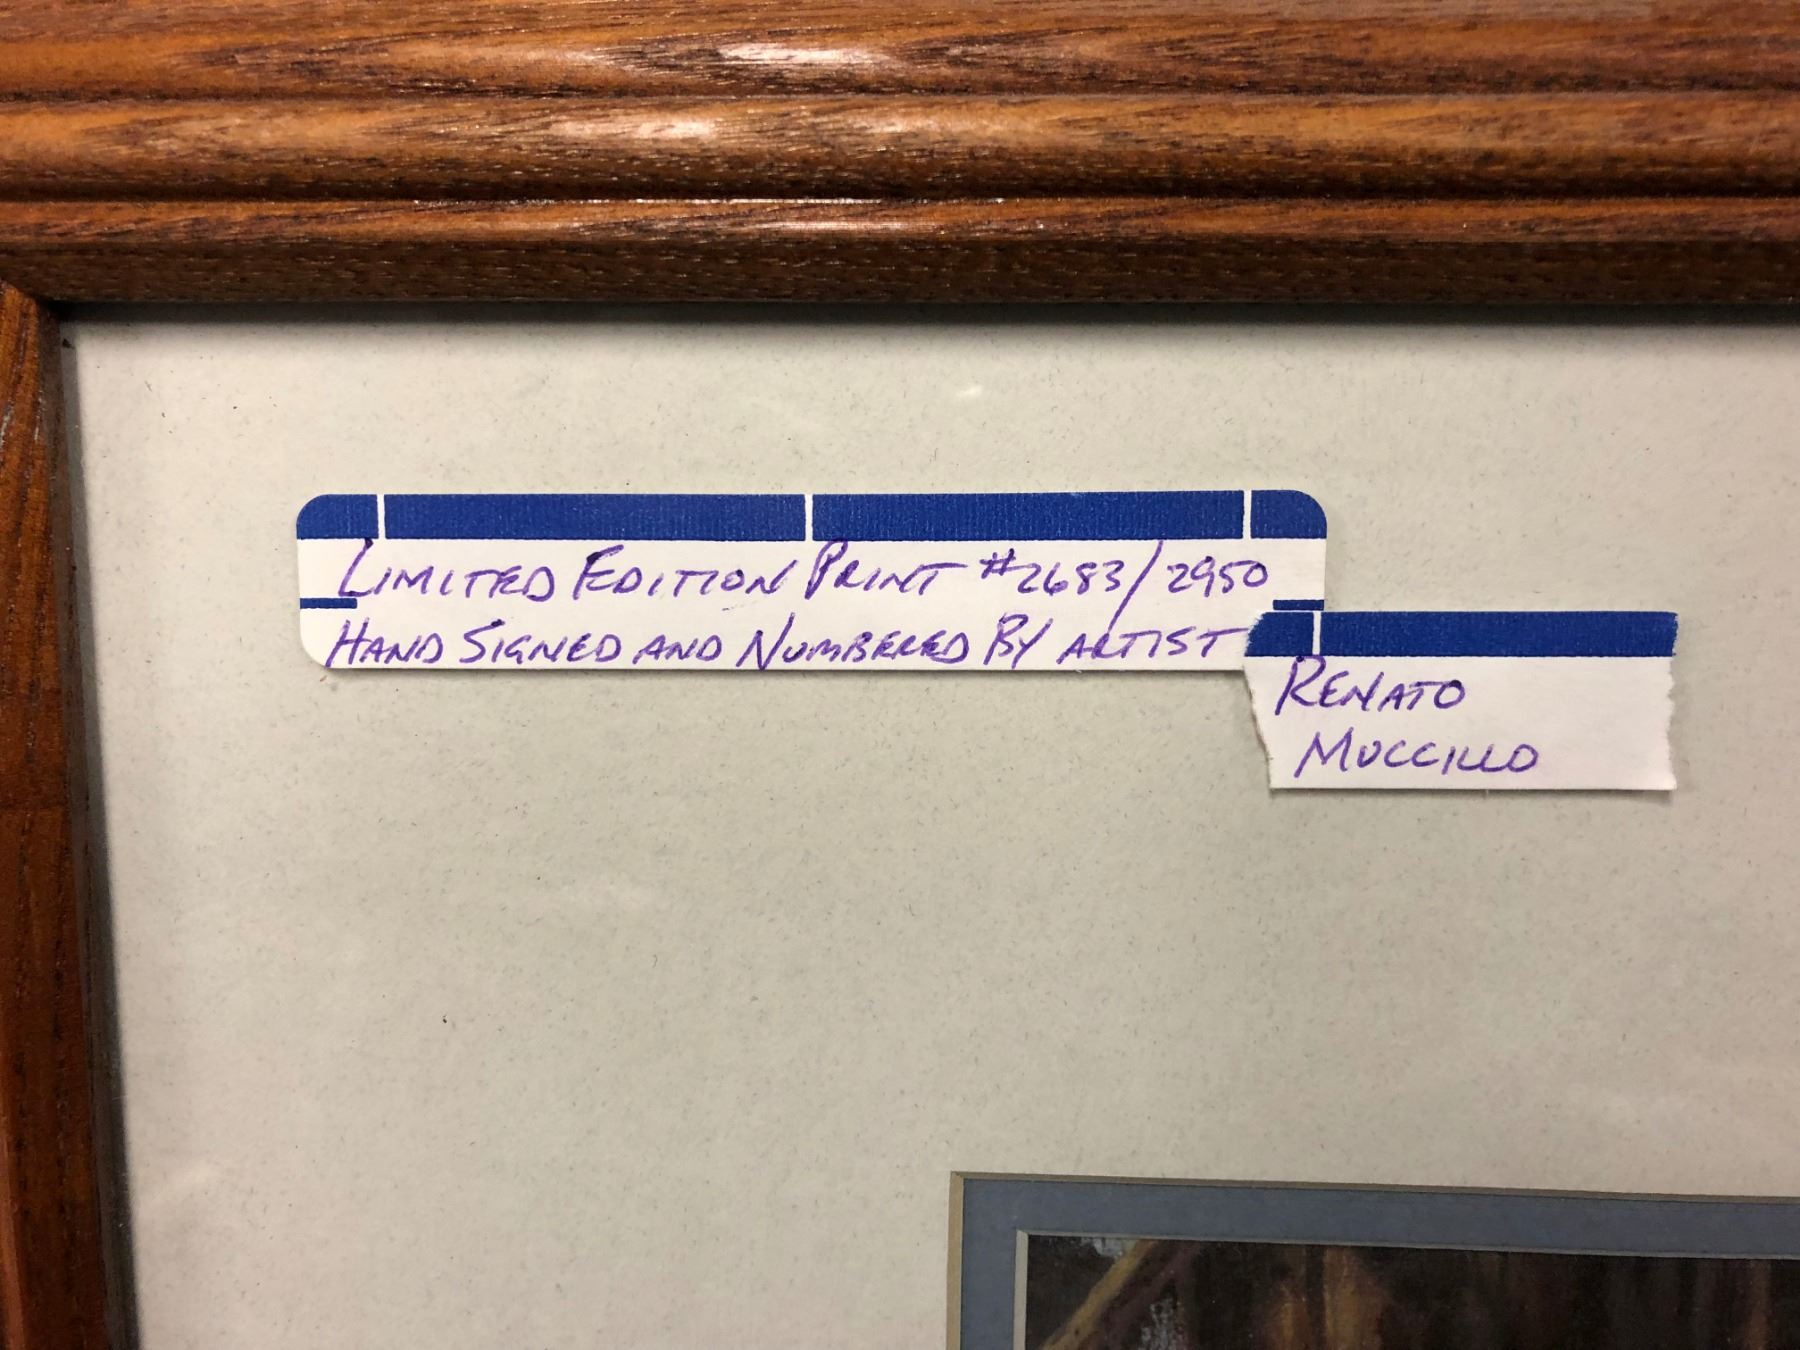 LIMITED EDITION PRINT #2683/2950
HAND SIGNED AND NUMBERED BY ARTIST
RENATO
MUCCILLO